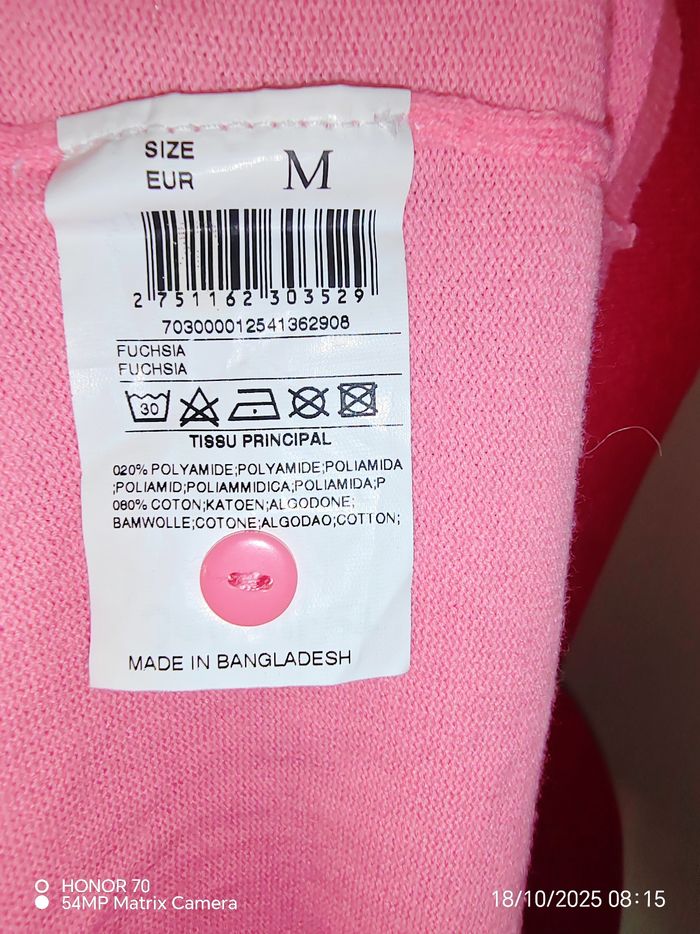 SIZE
EUR M
2 751162 303529
703000012541362908
FUCHSIA
FUCHSIA
30
TISSU PRINCIPAL
020% POLYAMIDE;POLYAMIDE;POLIAMIDA
;POLIAMID;POLIAMMIDICA;POLIAMIDA;P
080% COTON;KATOEN;ALGODONE;
BAMWOLLE;COTONE;ALGODAO;COTTON;
MADE IN BANGLADESH
HONOR 70
54MP Matrix Camera
18/10/2025 08:15